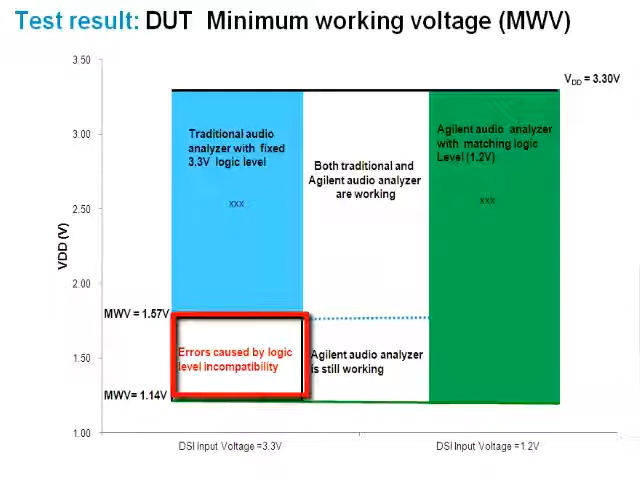 Test result: DUT Minimum working voltage (MWV)
3.50
V_DD = 3.30V
3.00
Traditional audio
analyzer with fixed
3.3V logic level
xxx
Both traditional and
Agilent audio analyzer
are working
Agilent audio analyzer
with matching logic
Level (1.2V)
xxx
2.50
VDD (V)
2.00
MWV = 1.57V
Errors caused by logic
level incompatibility
Agilent audio analyzer
is still working
1.50
MWV= 1.14V
1.00
DSI Input Voltage =3.3V
DSI Input Voltage =1.2V